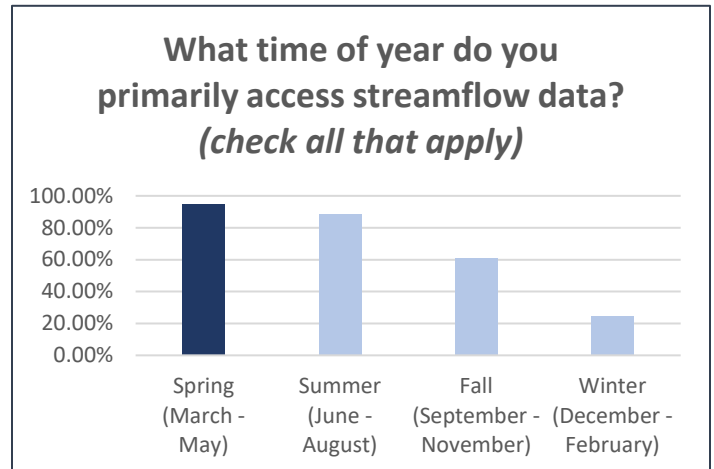 What time of year do you
primarily access streamflow data?
(check all that apply)
100.00%
80.00%
60.00%
40.00%
20.00%
0.00%
Spring
(March -
May)
Summer
(June -
August)
Fall
(September -
November)
Winter
(December -
February)